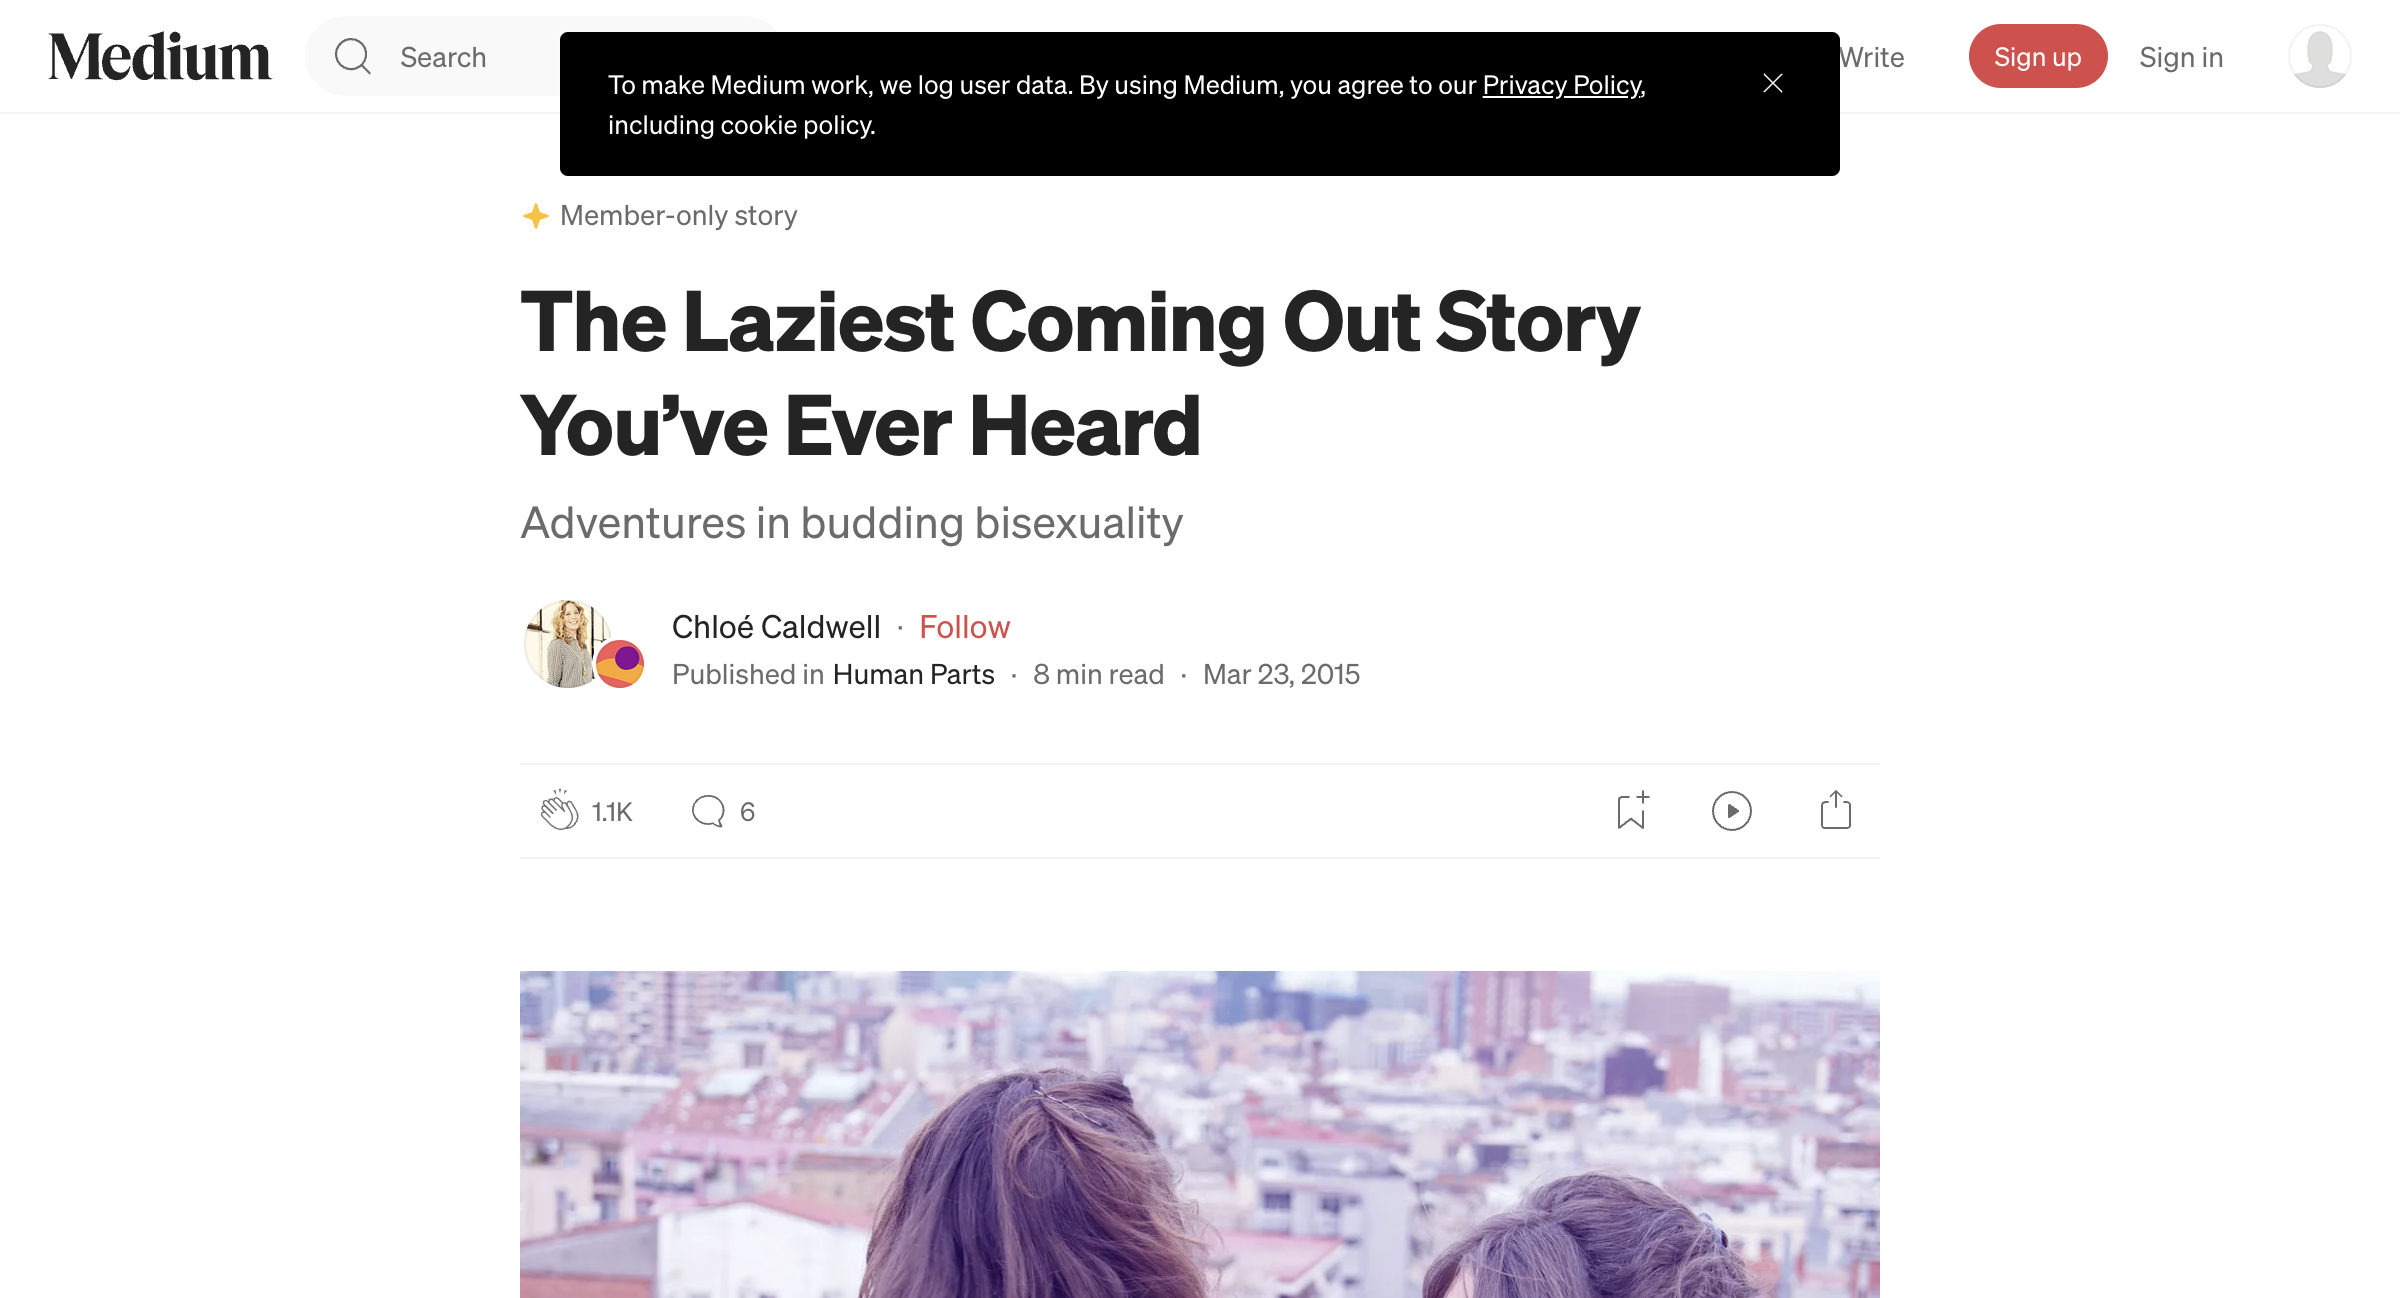 Medium
Search
To make Medium work, we log user data. By using Medium, you agree to our Privacy Policy,
including cookie policy.
Write
Sign up
Sign in
Member-only story
The Laziest Coming Out Story
You’ve Ever Heard
Adventures in budding bisexuality
Chloé Caldwell · Follow
Published in Human Parts · 8 min read · Mar 23, 2015
1.1K
6